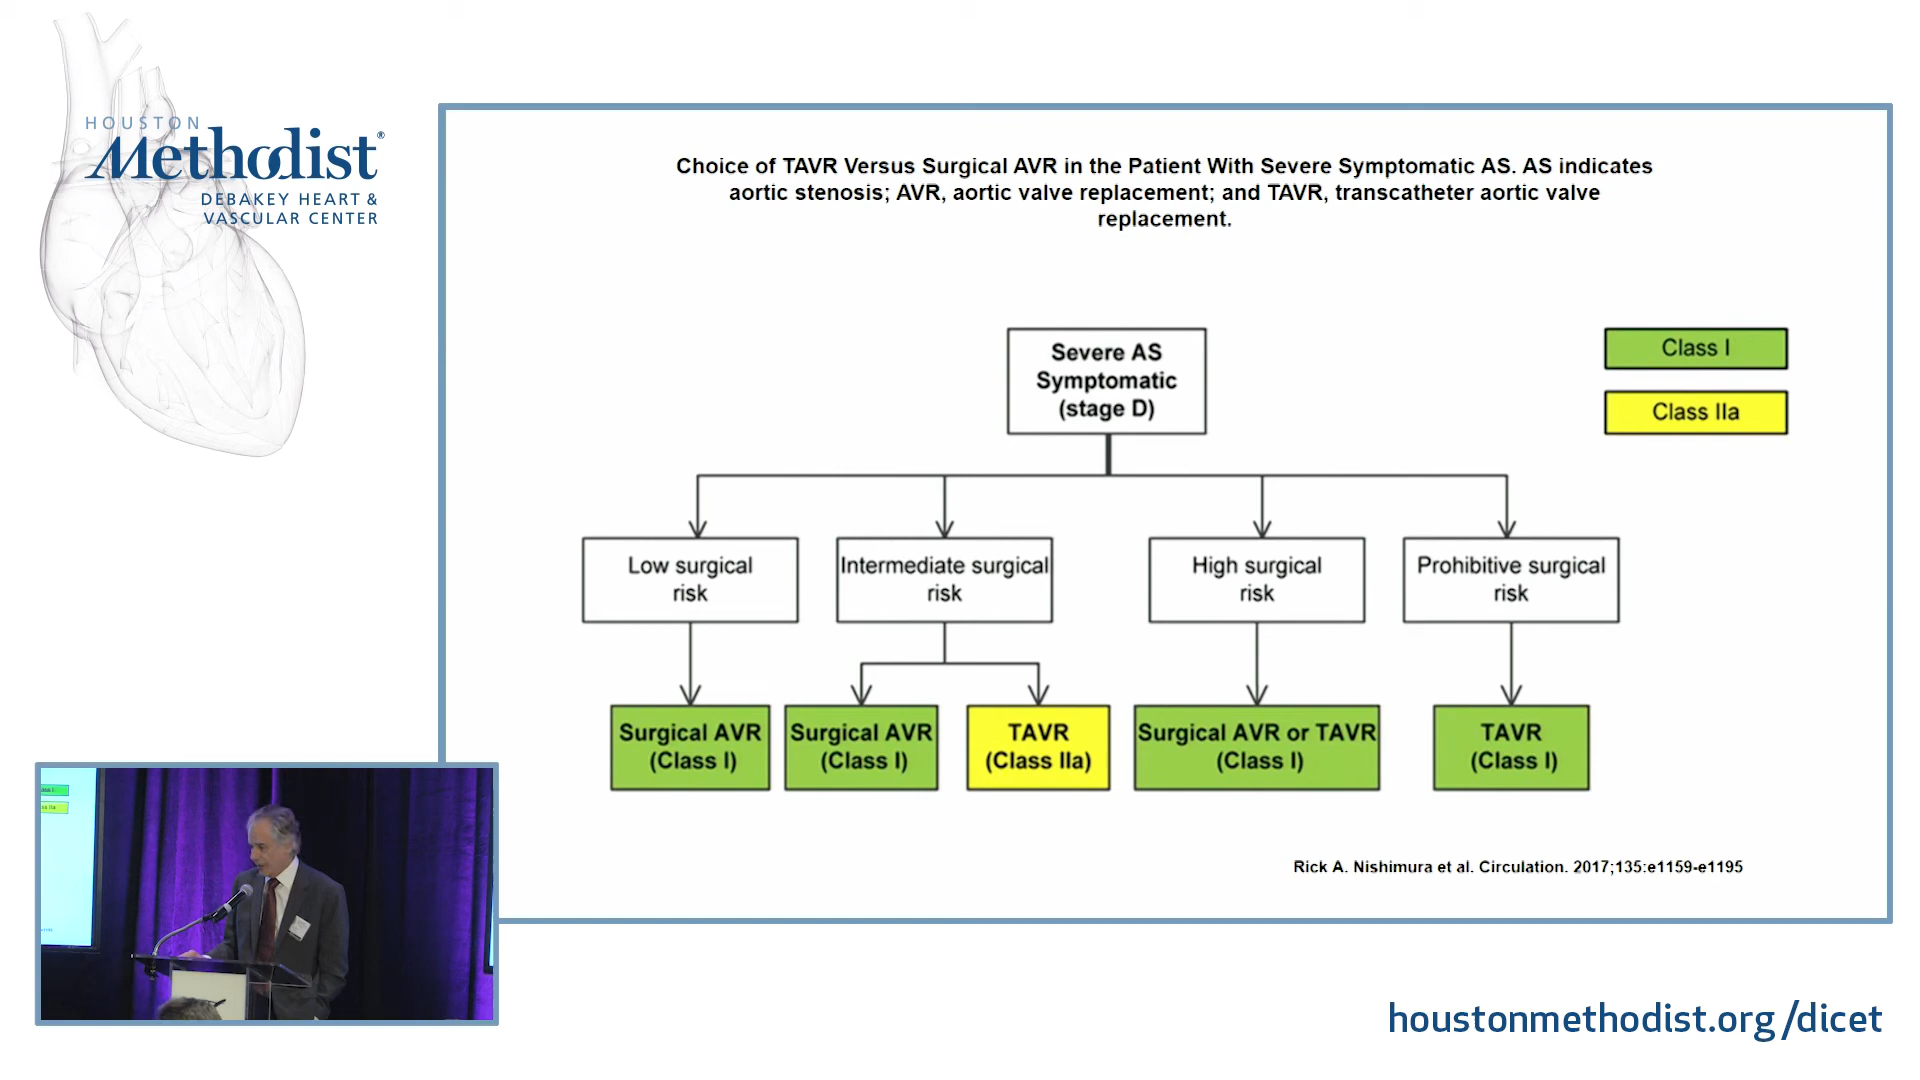 HOUSTON
Methodist®
DEBAKEY HEART &
VASCULAR CENTER
Choice of TAVR Versus Surgical AVR in the Patient With Severe Symptomatic AS. AS indicates
aortic stenosis; AVR, aortic valve replacement; and TAVR, transcatheter aortic valve
replacement.
Severe AS
Symptomatic
(stage D)
Class I
Class IIa
Low surgical
risk
Intermediate surgical
risk
High surgical
risk
Prohibitive surgical
risk
Surgical AVR
(Class I)
Surgical AVR
(Class I)
TAVR
(Class IIa)
Surgical AVR or TAVR
(Class I)
TAVR
(Class I)
Rick A. Nishimura et al. Circulation. 2017;135:e1159-e1195
houstonmethodist.org/dicet